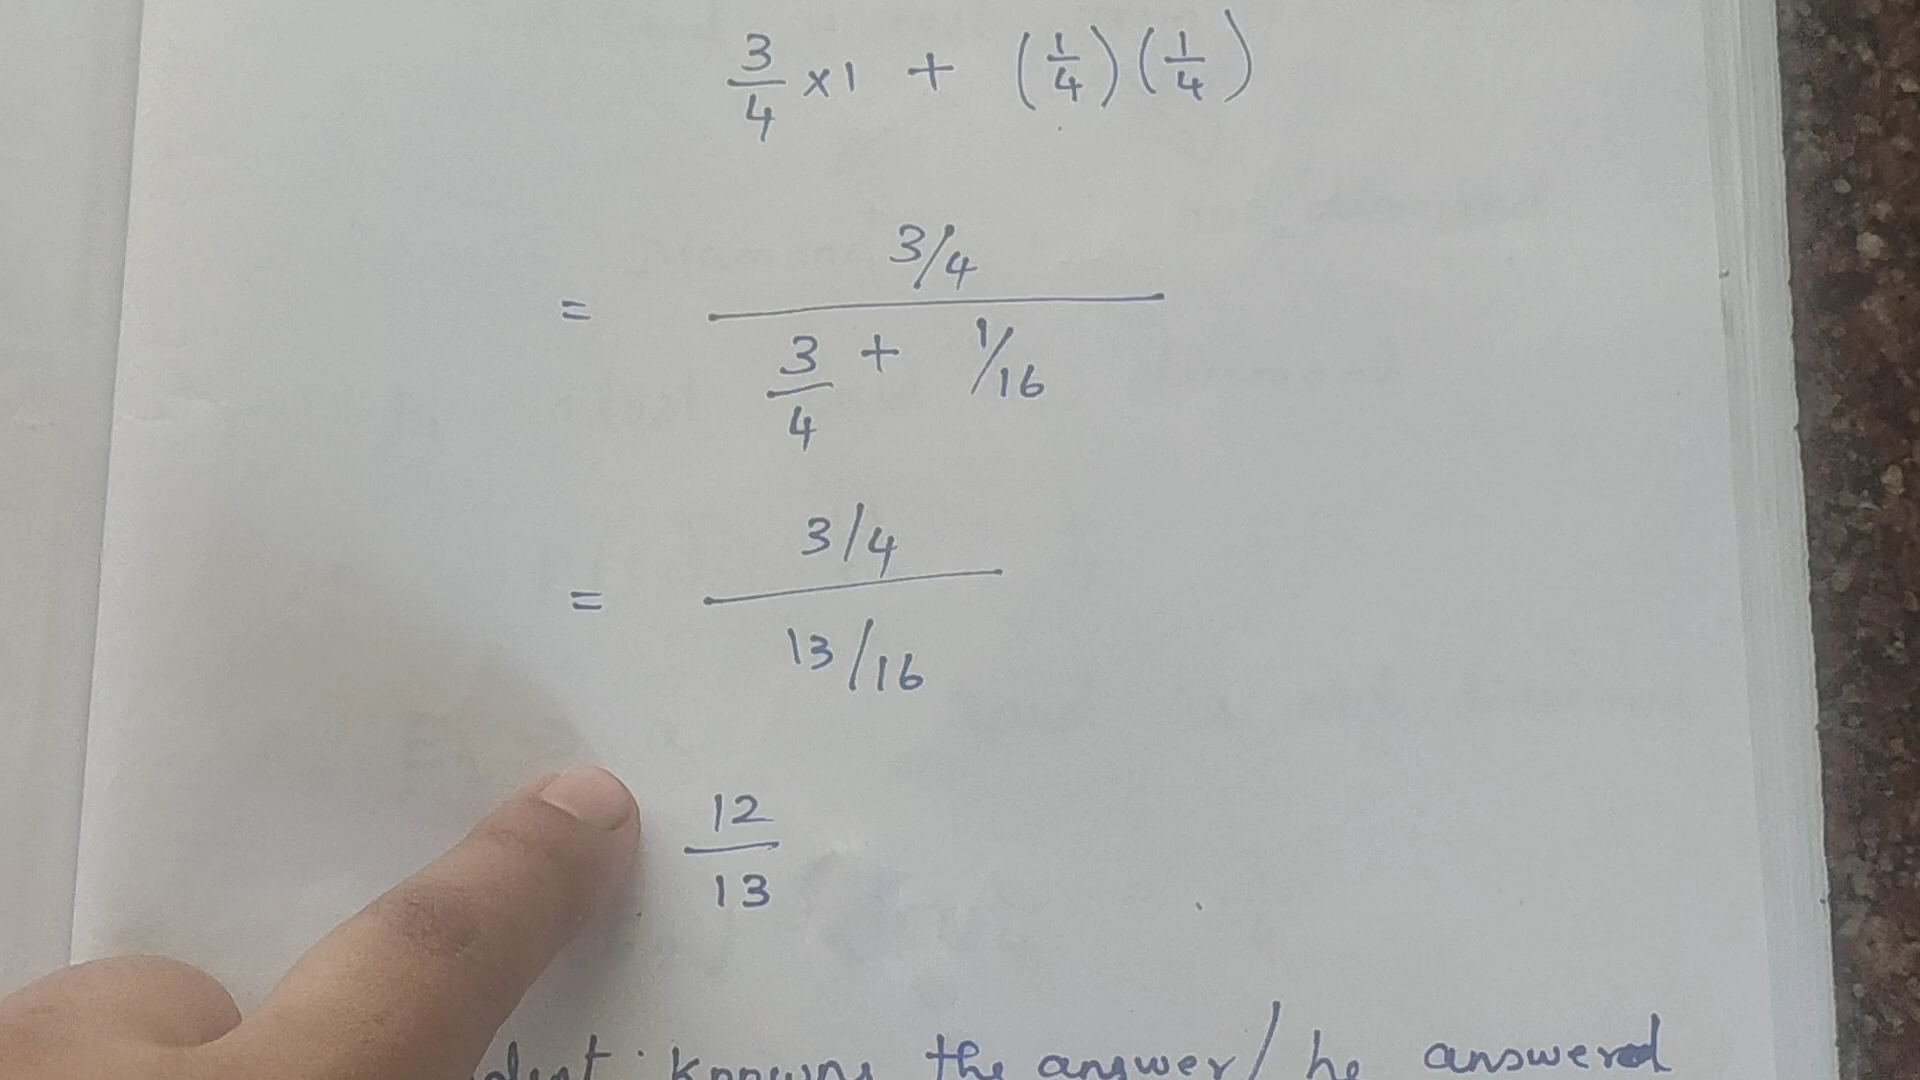 3/4 × 1 + (1/4)(1/4)
= 3/4 / (3/4 + 1/16)
= 3/4 / 13/16
12/13
knowns the answer / he answered